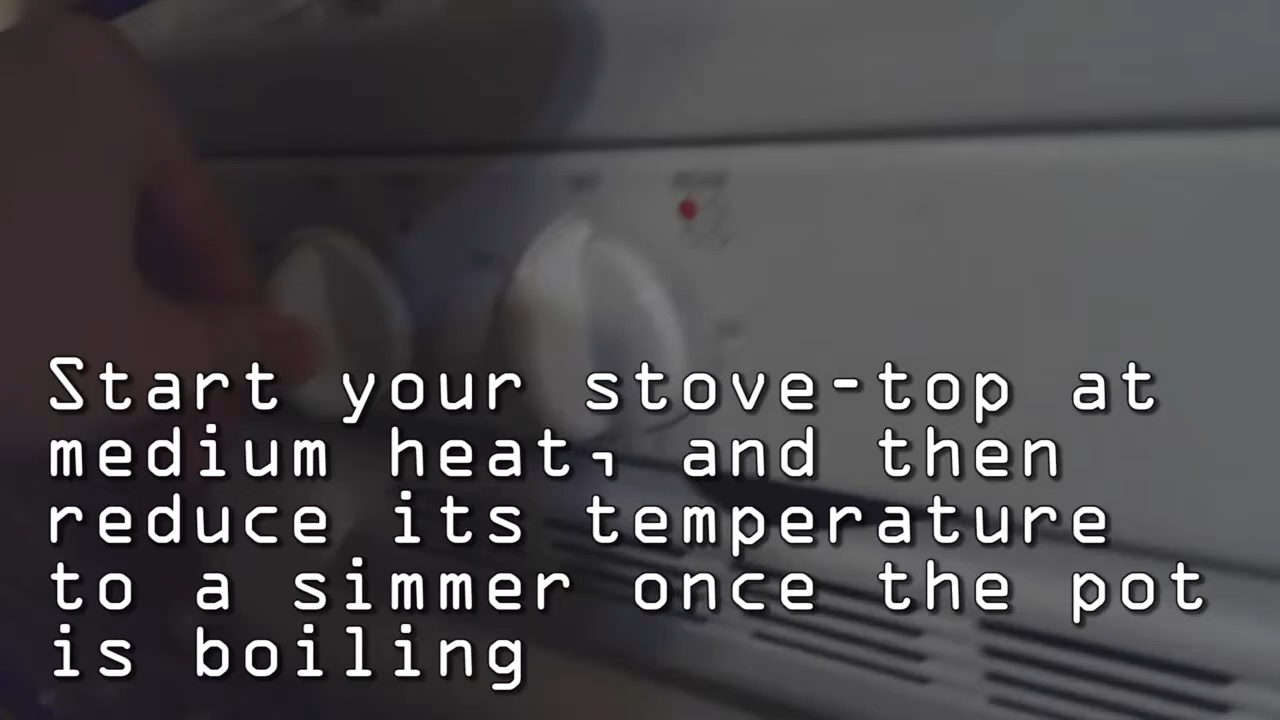 Start your stove-top at
medium heat, and then
reduce its temperature
to a simmer once the pot
is boiling